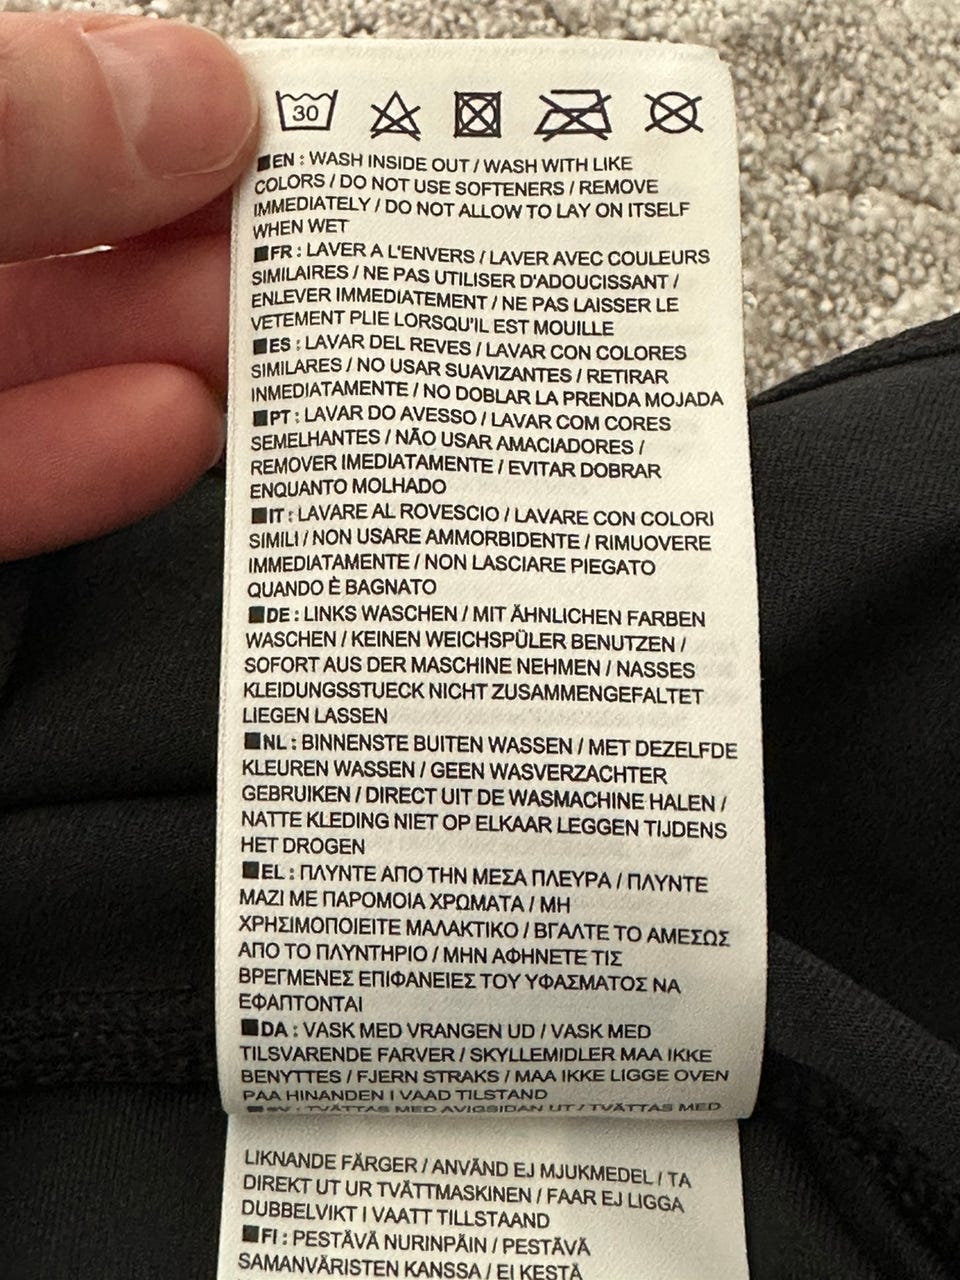 30
EN : WASH INSIDE OUT / WASH WITH LIKE
COLORS / DO NOT USE SOFTENERS / REMOVE
IMMEDIATELY / DO NOT ALLOW TO LAY ON ITSELF
WHEN WET
FR : LAVER A L'ENVERS / LAVER AVEC COULEURS
SIMILAIRES / NE PAS UTILISER D'ADOUCISSANT /
ENLEVER IMMEDIATEMENT / NE PAS LAISSER LE
VETEMENT PLIE LORSQU'IL EST MOUILLE
ES : LAVAR DEL REVES / LAVAR CON COLORES
SIMILARES / NO USAR SUAVIZANTES / RETIRAR
INMEDIATAMENTE / NO DOBLAR LA PRENDA MOJADA
PT : LAVAR DO AVESSO / LAVAR COM CORES
SEMELHANTES / NÃO USAR AMACIADORES /
REMOVER IMEDIATAMENTE / EVITAR DOBRAR
ENQUANTO MOLHADO
IT : LAVARE AL ROVESCIO / LAVARE CON COLORI
SIMILI / NON USARE AMMORBIDENTE / RIMUOVERE
IMMEDIATAMENTE / NON LASCIARE PIEGATO
QUANDO È BAGNATO
DE : LINKS WASCHEN / MIT ÄHNLICHEN FARBEN
WASCHEN / KEINEN WEICHSPÜLER BENUTZEN /
SOFORT AUS DER MASCHINE NEHMEN / NASSES
KLEIDUNGSSTUECK NICHT ZUSAMMENGEFALTET
LIEGEN LASSEN
NL : BINNENSTE BUITEN WASSEN / MET DEZELFDE
KLEUREN WASSEN / GEEN WASVERZACHTER
GEBRUIKEN / DIRECT UIT DE WASMACHINE HALEN /
NATTE KLEDING NIET OP ELKAAR LEGGEN TIJDENS
HET DROGEN
EL : ΠΛΥΝΤΕ ΑΠΟ ΤΗΝ ΜΕΣΑ ΠΛΕΥΡΑ / ΠΛΥΝΤΕ
ΜΑΖΙ ΜΕ ΠΑΡΟΜΟΙΑ ΧΡΩΜΑΤΑ / ΜΗ
ΧΡΗΣΙΜΟΠΟΙΕΙΤΕ ΜΑΛΑΚΤΙΚΟ / ΒΓΑΛΤΕ ΤΟ ΑΜΕΣΩΣ
ΑΠΟ ΤΟ ΠΛΥΝΤΗΡΙΟ / ΜΗΝ ΑΦΗΝΕΤΕ ΤΙΣ
ΒΡΕΓΜΕΝΕΣ ΕΠΙΦΑΝΕΙΕΣ ΤΟΥ ΥΦΑΣΜΑΤΟΣ ΝΑ
ΕΦΑΠΤΟΝΤΑΙ
DA : VASK MED VRANGEN UD / VASK MED
TILSVARENDE FARVER / SKYLLEMIDLER MAA IKKE
BENYTTES / FJERN STRAKS / MAA IKKE LIGGE OVEN
PAA HINANDEN I VAAD TILSTAND
SV : TVÄTTAS MED AVIGSIDAN UT / TVÄTTAS MED
LIKNANDE FÄRGER / ANVÄND EJ MJUKMEDEL / TA
DIREKT UT UR TVÄTTMASKINEN / FAAR EJ LIGGA
DUBBELVIKT I VAATT TILLSTAAND
FI : PESTÄVÄ NURINPÄIN / PESTÄVÄ
SAMANVÄRISTEN KANSSA / EI KESTÄ